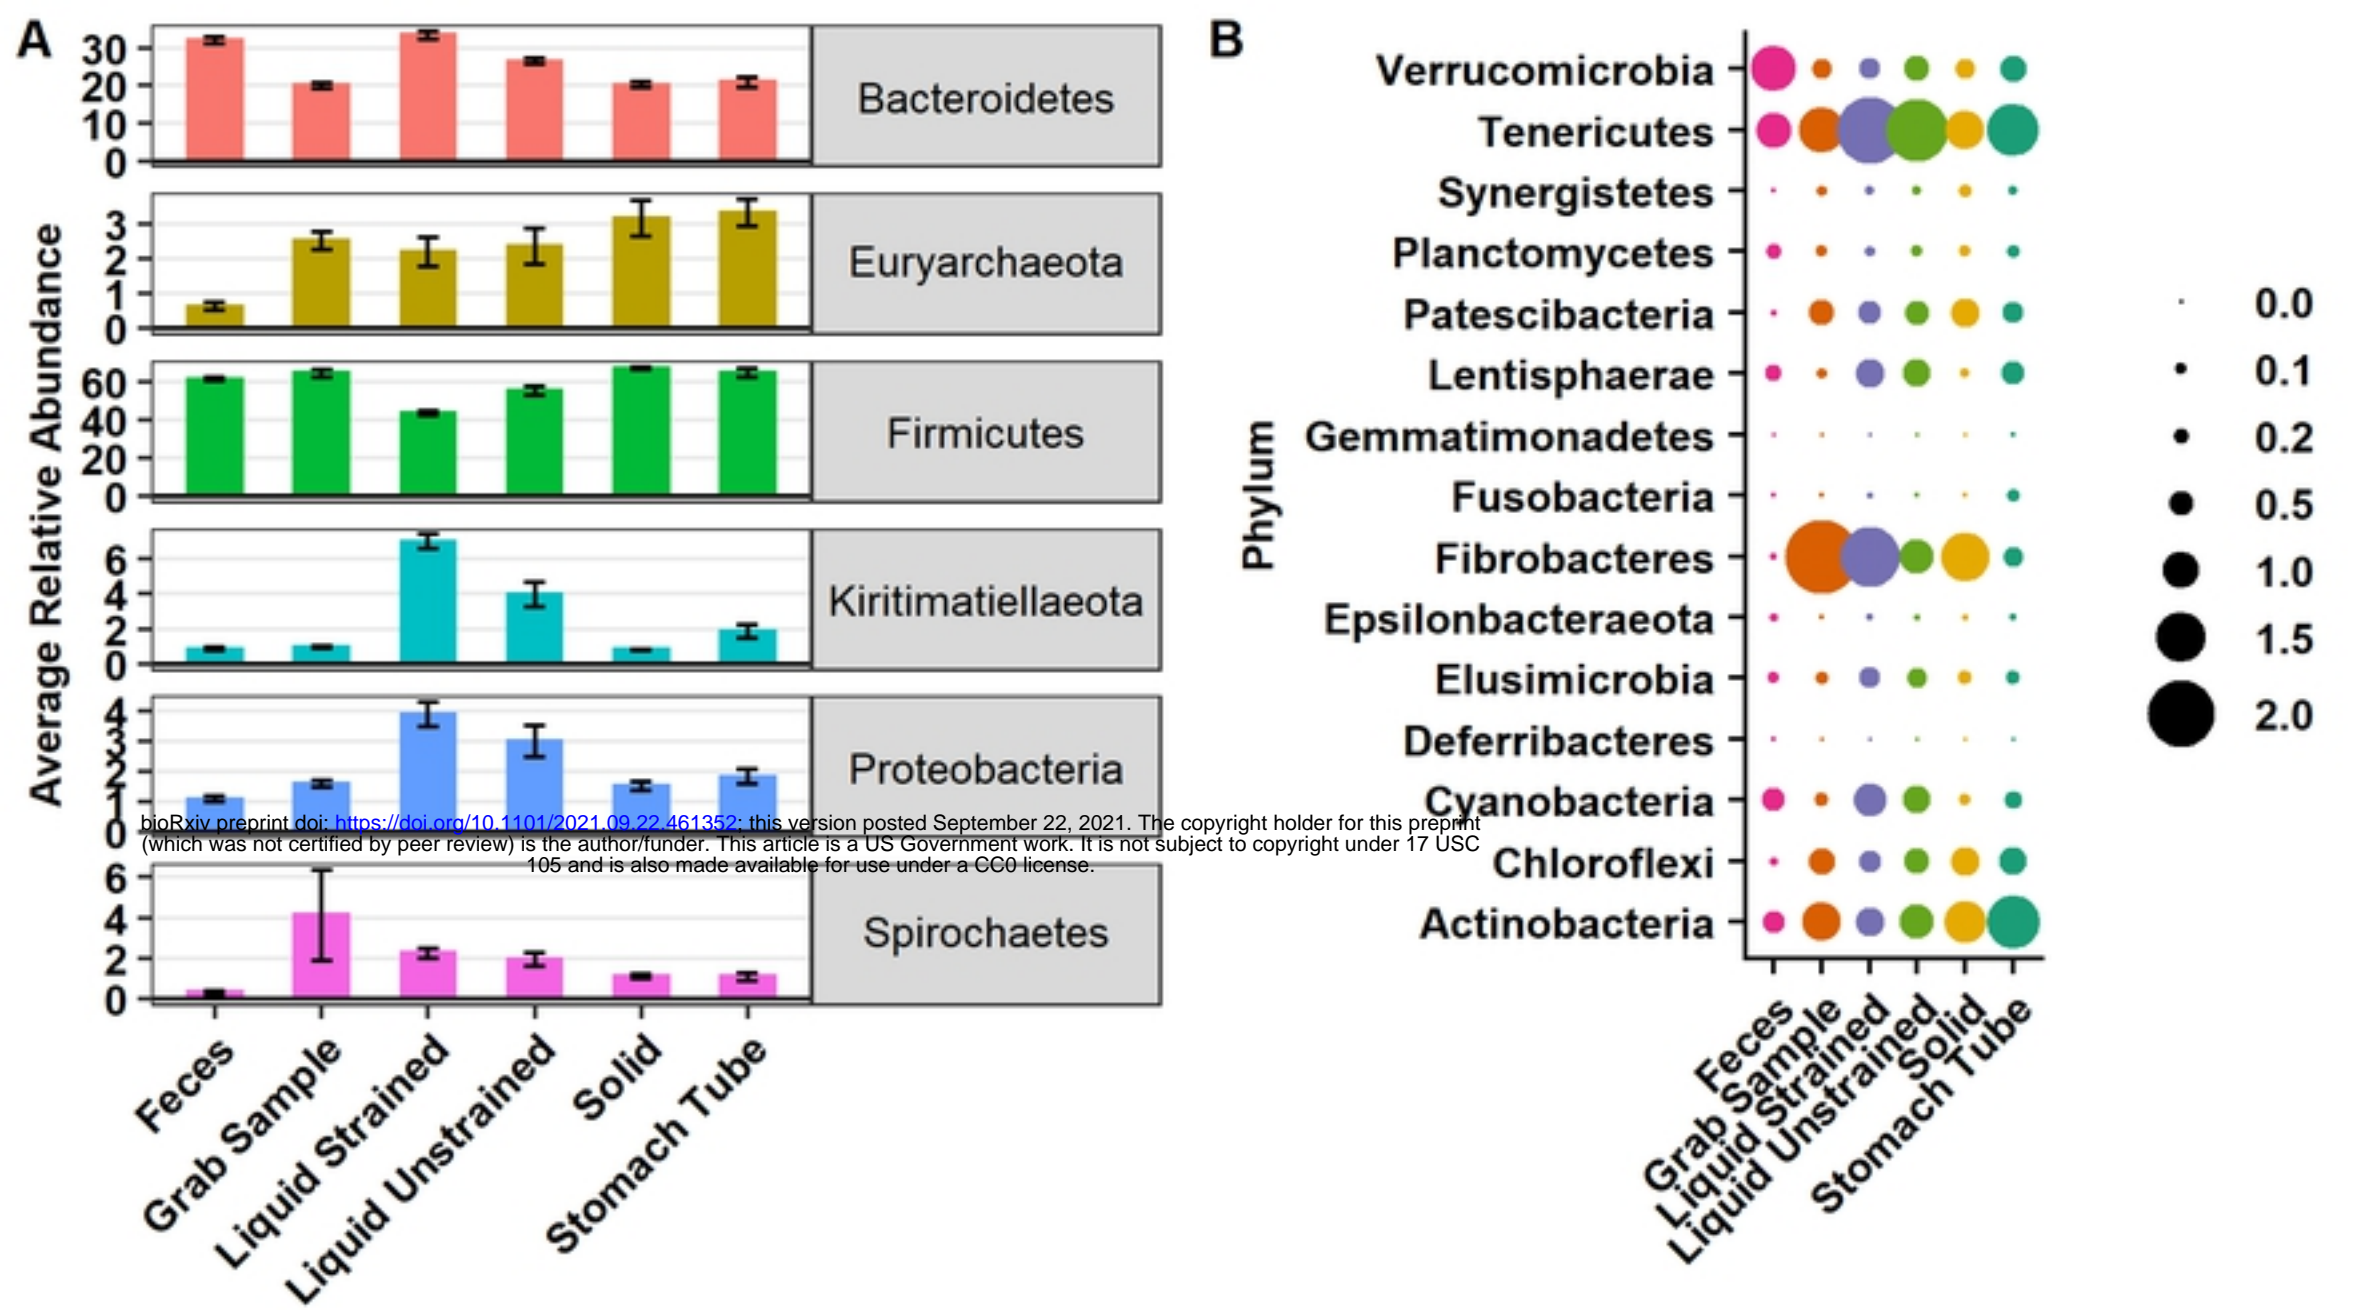 A
B
Average Relative Abundance
30
20
10
0
Bacteroidetes
3
2
1
0
Euryarchaeota
60
40
20
0
Firmicutes
6
4
2
0
Kiritimatiellaeota
4
3
2
1
0
Proteobacteria
bioRxiv preprint doi: https://doi.org/10.1101/2021.09.22.461352; this version posted September 22, 2021. The copyright holder for this preprint
(which was not certified by peer review) is the author/funder. This article is a US Government work. It is not subject to copyright under 17 USC
105 and is also made available for use under a CC0 license.
6
4
2
0
Spirochaetes
Feces
Grab Sample
Liquid Strained
Liquid Unstrained
Solid
Stomach Tube
Phylum
Verrucomicrobia
Tenericutes
Synergistetes
Planctomycetes
Patescibacteria
Lentisphaerae
Gemmatimonadetes
Fusobacteria
Fibrobacteres
Epsilonbacteraeota
Elusimicrobia
Deferribacteres
Cyanobacteria
Chloroflexi
Actinobacteria
Feces
Grab Sample
Liquid Strained
Liquid Unstrained
Solid
Stomach Tube
0.0
0.1
0.2
0.5
1.0
1.5
2.0